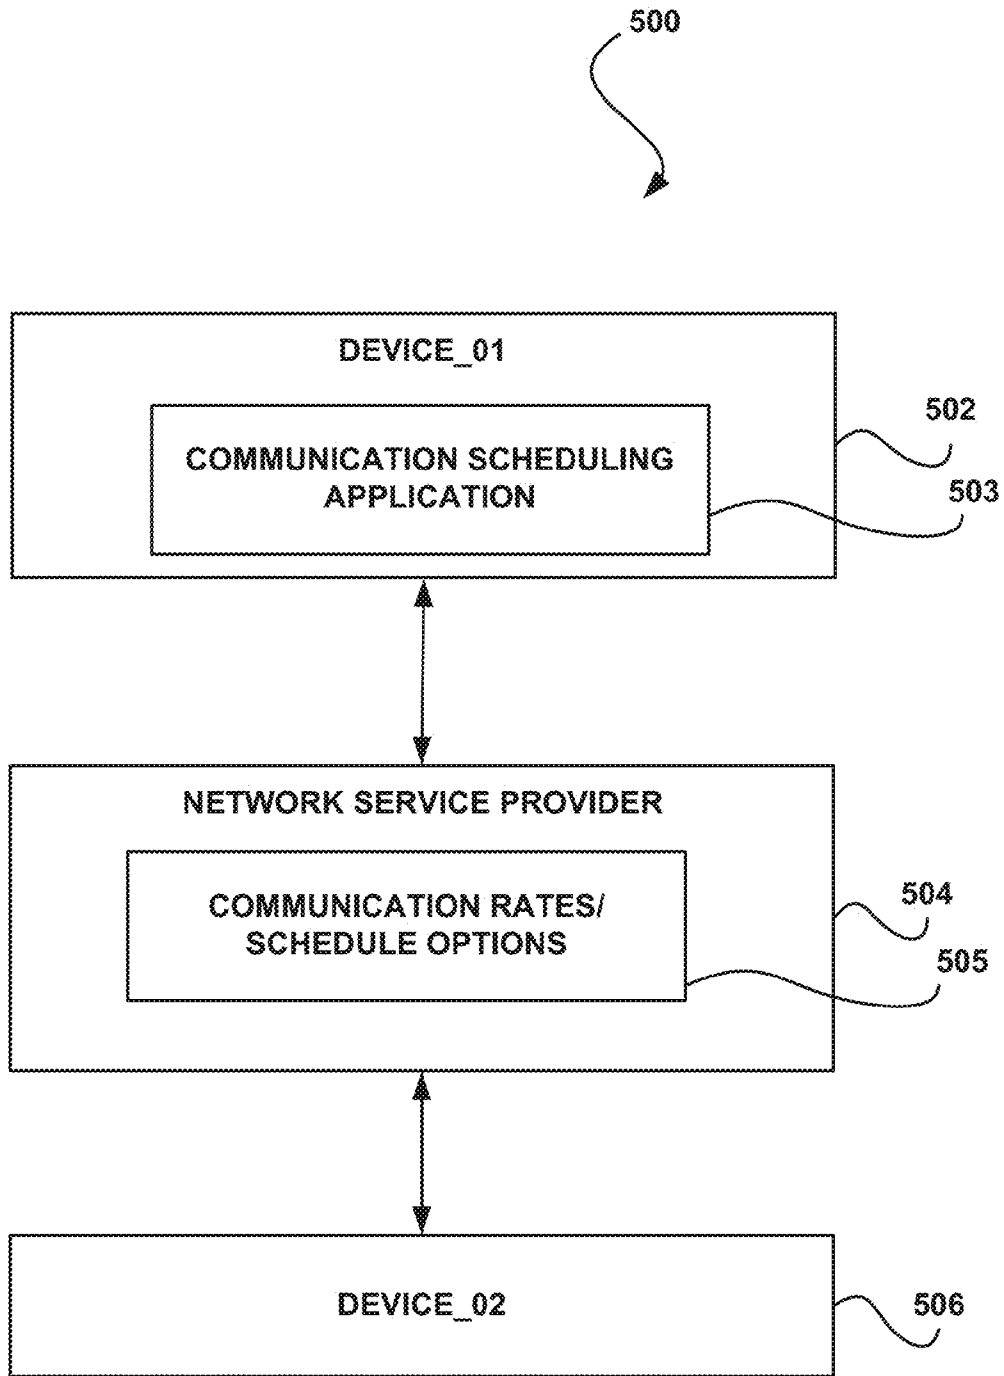 500
DEVICE_01
502
COMMUNICATION SCHEDULING
APPLICATION
503
NETWORK SERVICE PROVIDER
COMMUNICATION RATES/
SCHEDULE OPTIONS
504
505
DEVICE_02
506